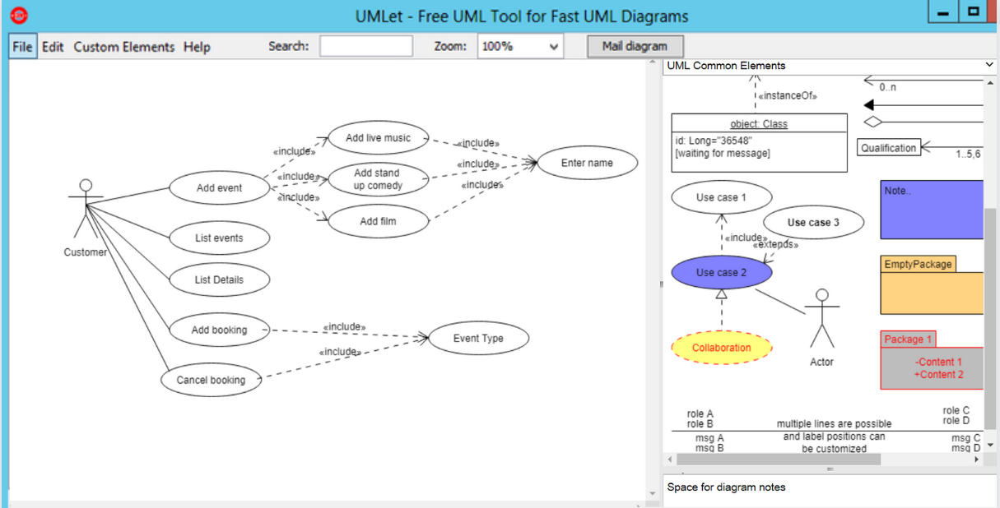 UMLet - Free UML Tool for Fast UML Diagrams
File Edit Custom Elements Help Search: Zoom: 100% Mail diagram
Add live music
«include»
«include»
Enter name
Add event
«include»
Add stand
up comedy
«include»
«include»
Add film
«include»
Customer
List events
List Details
Add booking
«include»
Event Type
«include»
Cancel booking
UML Common Elements
«instanceOf»
0..n
object: Class
id: Long="36548"
[waiting for message]
Qualification
1..5,6
Use case 1
Note..
Use case 3
«include»
«extends»
Use case 2
EmptyPackage
Collaboration
Actor
Package 1
-Content 1
+Content 2
role A
role B
multiple lines are possible
role C
role D
msg A
msg B
and label positions can
be customized
msg C
msg D
Space for diagram notes